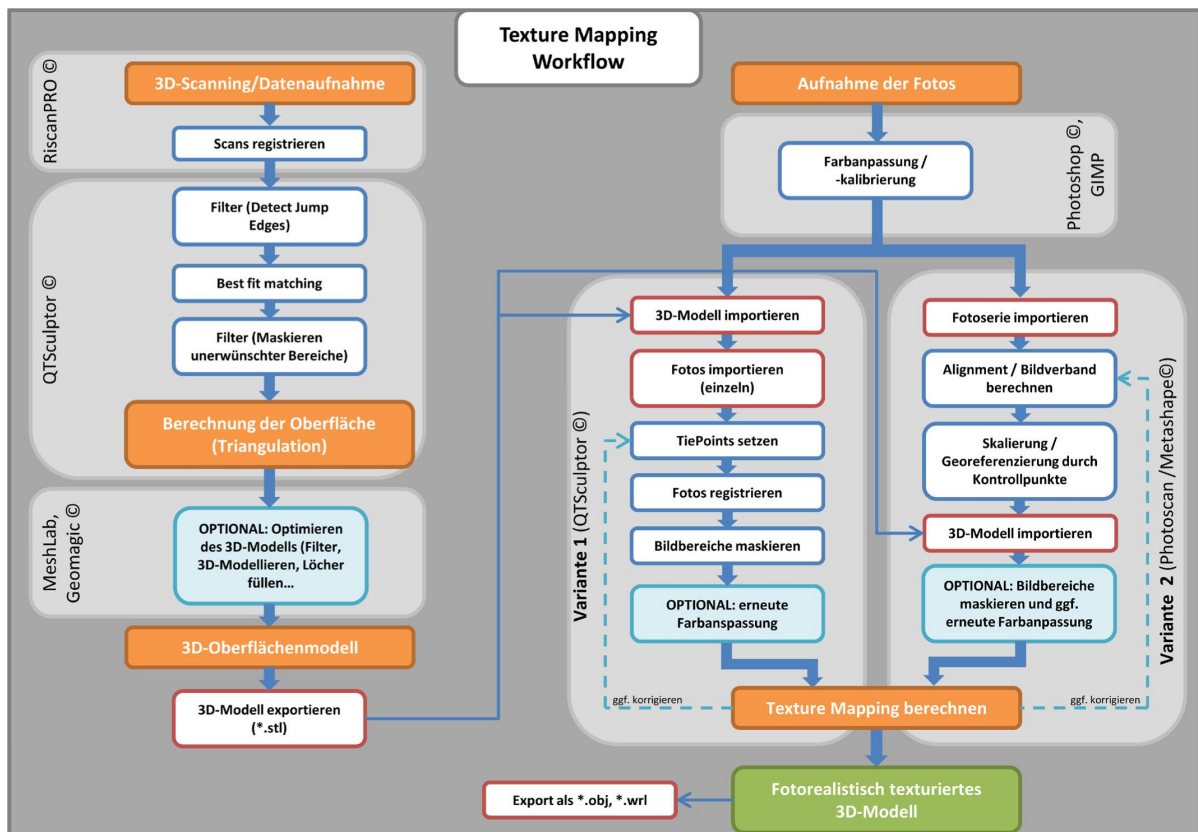 Texture Mapping
Workflow
RiscanPRO ©
3D-Scanning/Datenaufnahme
Scans registrieren
QTSculptor ©
Filter (Detect Jump
Edges)
Best fit matching
Filter (Maskieren
unerwünschter Bereiche)
Berechnung der Oberfläche
(Triangulation)
MeshLab,
Geomagic ©
OPTIONAL: Optimieren
des 3D-Modells (Filter,
3D-Modellieren, Löcher
füllen...
3D-Oberflächenmodell
3D-Modell exportieren
(*.stl)
Aufnahme der Fotos
Photoshop ©,
GIMP
Farbanpassung /
-kalibrierung
Variante 1 (QTSculptor ©)
3D-Modell importieren
Fotos importieren
(einzeln)
TiePoints setzen
Fotos registrieren
Bildbereiche maskieren
OPTIONAL: erneute
Farbanspassung
ggf. korrigieren
Variante 2 (Photoscan /Metashape©)
Fotoserie importieren
Alignment / Bildverband
berechnen
Skalierung /
Georeferenzierung durch
Kontrollpunkte
3D-Modell importieren
OPTIONAL: Bildbereiche
maskieren und ggf.
erneute Farbanpassung
ggf. korrigieren
Texture Mapping berechnen
Fotorealistisch texturiertes
3D-Modell
Export als *.obj, *.wrl